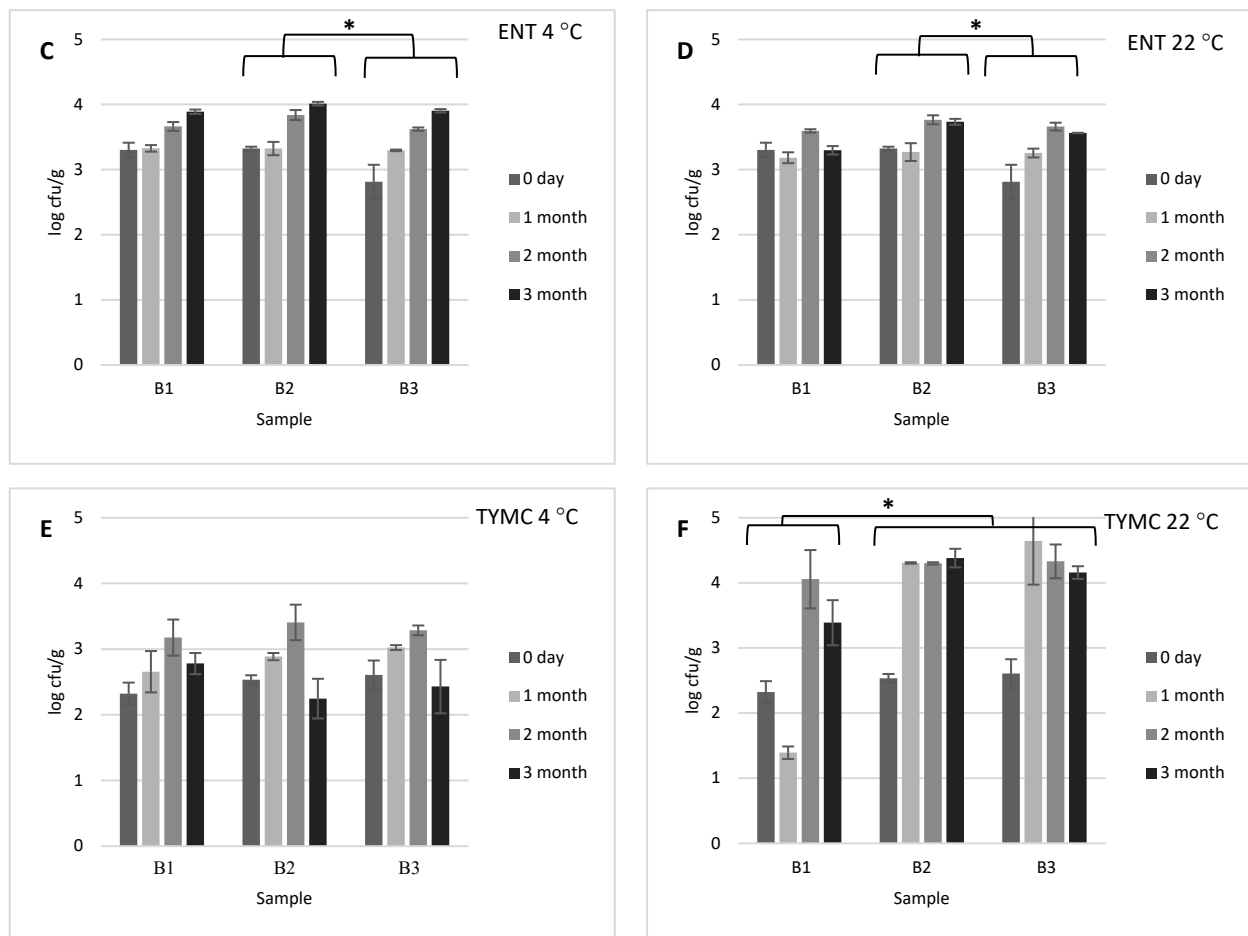 C
ENT 4 °C
*
5
4
3
2
1
0
log cfu/g
B1 B2 B3
Sample
0 day
1 month
2 month
3 month
D
ENT 22 °C
*
5
4
3
2
1
0
log cfu/g
B1 B2 B3
Sample
0 day
1 month
2 month
3 month
E
TYMC 4 °C
5
4
3
2
1
0
log cfu/g
B1 B2 B3
Sample
0 day
1 month
2 month
3 month
F
TYMC 22 °C
*
5
4
3
2
1
0
log cfu/g
B1 B2 B3
Sample
0 day
1 month
2 month
3 month